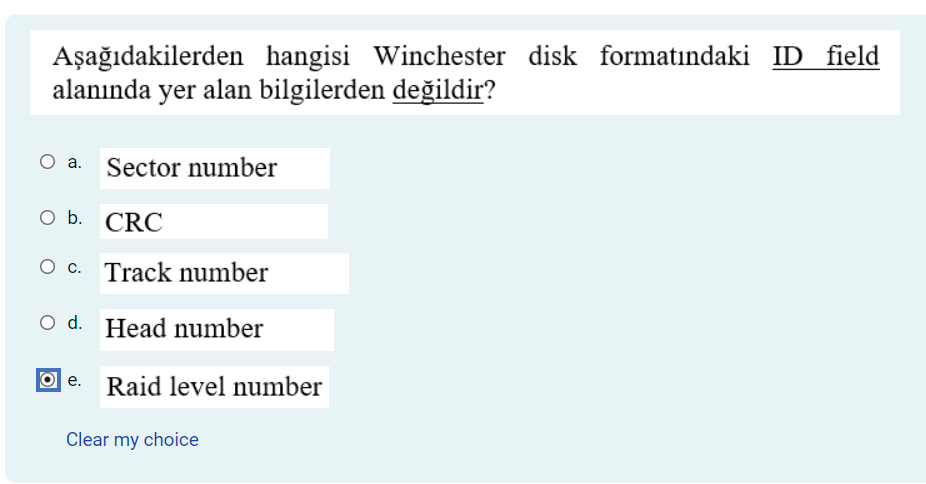 Aşağıdakilerden hangisi Winchester disk formatındaki ID field
alanında yer alan bilgilerden değildir?
a. Sector number
b. CRC
c. Track number
d. Head number
e. Raid level number
Clear my choice